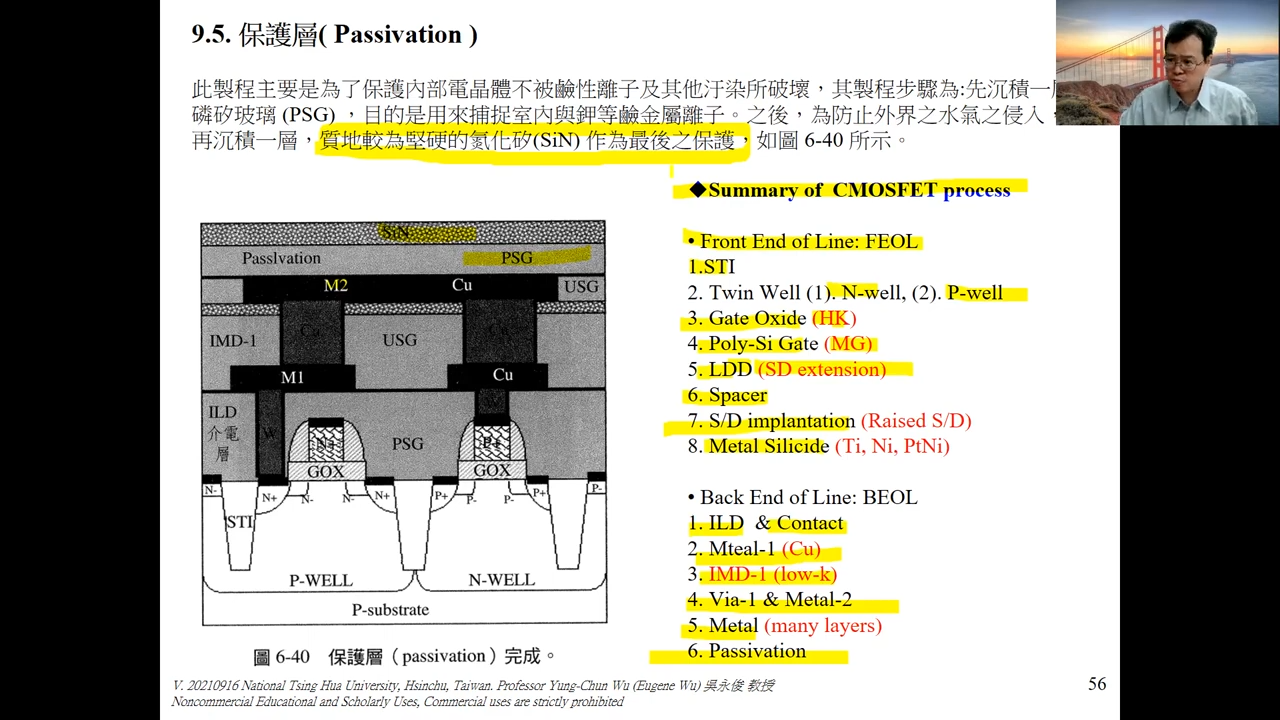 9.5. 保護層( Passivation )
此製程主要是為了保護內部電晶體不被鹼性離子及其他汙染所破壞，其製程步驟為:先沉積一
磷矽玻璃 (PSG) ，目的是用來捕捉室內與鉀等鹼金屬離子。之後，為防止外界之水氣之侵入，
再沉積一層，質地較為堅硬的氮化矽(SiN) 作為最後之保護，如圖 6-40 所示。
◆Summary of CMOSFET process
• Front End of Line: FEOL
1.STI
2. Twin Well (1). N-well, (2). P-well
3. Gate Oxide (HK)
4. Poly-Si Gate (MG)
5. LDD (SD extension)
6. Spacer
7. S/D implantation (Raised S/D)
8. Metal Silicide (Ti, Ni, PtNi)
• Back End of Line: BEOL
1. ILD & Contact
2. Mteal-1 (Cu)
3. IMD-1 (low-k)
4. Via-1 & Metal-2
5. Metal (many layers)
6. Passivation
SiN
Passlvation PSG
M2 Cu USG
IMD-1 USG
M1 Cu
ILD
介電
層
PSG
GOX GOX
N- N+ N- N- N+ P+ P- P- P+ P-
STI
P-WELL N-WELL
P-substrate
圖 6-40 保護層（passivation）完成。
V. 20210916 National Tsing Hua University, Hsinchu, Taiwan. Professor Yung-Chun Wu (Eugene Wu) 吳永俊 教授
Noncommercial Educational and Scholarly Uses, Commercial uses are strictly prohibited
56